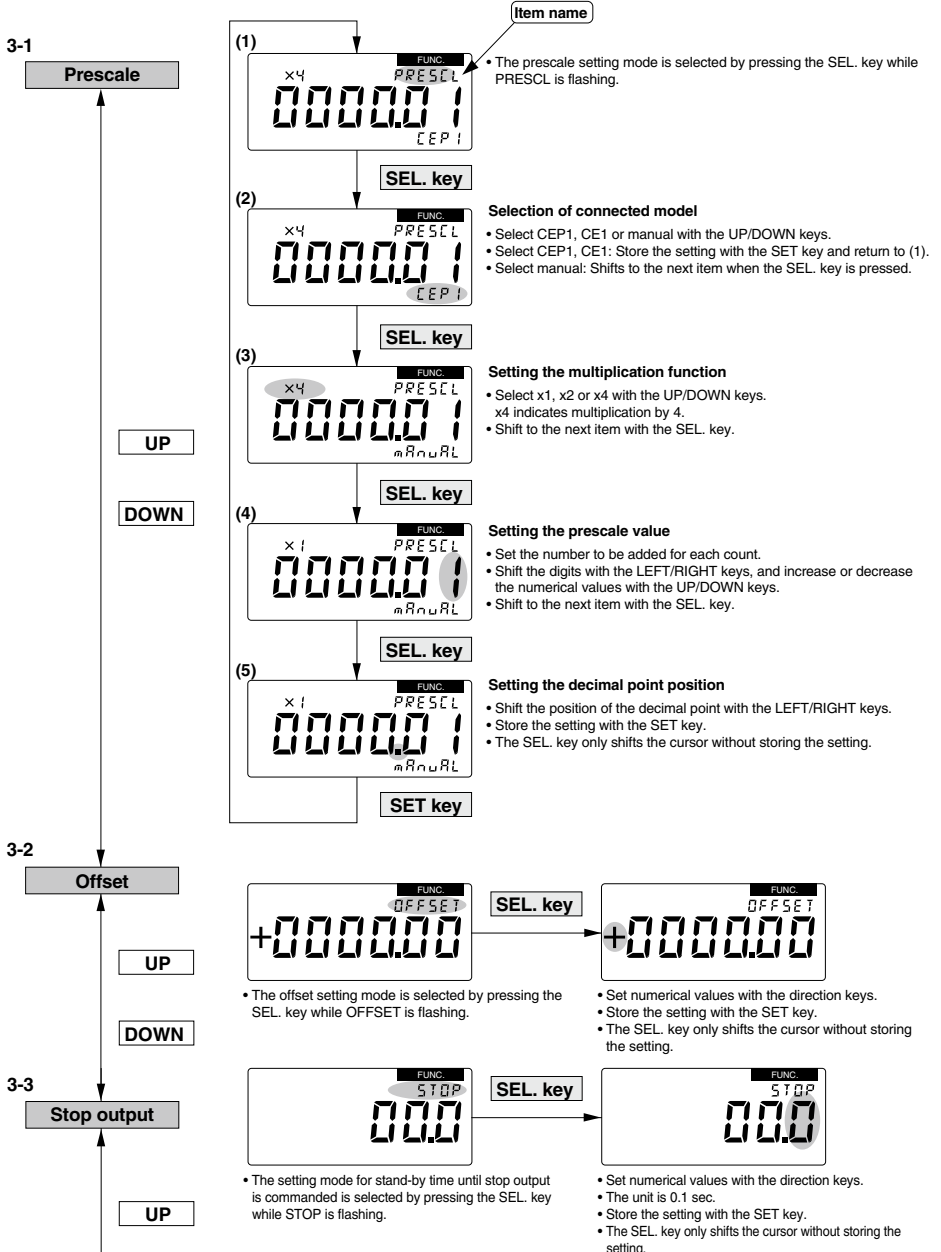 Item name
3-1
Prescale
(1)
FUNC.
×4 PRESCL
0000.01
CEP1
• The prescale setting mode is selected by pressing the SEL. key while
PRESCL is flashing.
SEL. key
(2)
FUNC.
×4 PRESCL
0000.01
CEP1
Selection of connected model
• Select CEP1, CE1 or manual with the UP/DOWN keys.
• Select CEP1, CE1: Store the setting with the SET key and return to (1).
• Select manual: Shifts to the next item when the SEL. key is pressed.
SEL. key
(3)
FUNC.
×4 PRESCL
0000.01
mAnuAL
Setting the multiplication function
• Select x1, x2 or x4 with the UP/DOWN keys.
x4 indicates multiplication by 4.
• Shift to the next item with the SEL. key.
UP
SEL. key
DOWN
(4)
FUNC.
×1 PRESCL
0000.01
mAnuAL
Setting the prescale value
• Set the number to be added for each count.
• Shift the digits with the LEFT/RIGHT keys, and increase or decrease
the numerical values with the UP/DOWN keys.
• Shift to the next item with the SEL. key.
SEL. key
(5)
FUNC.
×1 PRESCL
0000.01
mAnuAL
Setting the decimal point position
• Shift the position of the decimal point with the LEFT/RIGHT keys.
• Store the setting with the SET key.
• The SEL. key only shifts the cursor without storing the setting.
SET key
3-2
Offset
FUNC.
OFFSET
+0000.00
SEL. key
FUNC.
OFFSET
+0000.00
UP
DOWN
• The offset setting mode is selected by pressing the
SEL. key while OFFSET is flashing.
• Set numerical values with the direction keys.
• Store the setting with the SET key.
• The SEL. key only shifts the cursor without storing
the setting.
3-3
Stop output
FUNC.
STOP
00.0
SEL. key
FUNC.
STOP
00.0
UP
• The setting mode for stand-by time until stop output
is commanded is selected by pressing the SEL. key
while STOP is flashing.
• Set numerical values with the direction keys.
• The unit is 0.1 sec.
• Store the setting with the SET key.
• The SEL. key only shifts the cursor without storing the
setting.